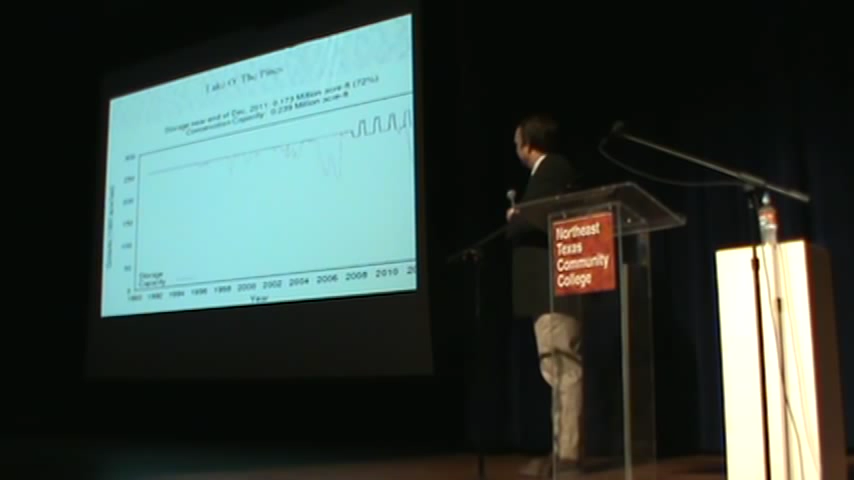 Lake O' The Pines
Storage near end of Dec, 2011: 0.173 Million acre-ft (72%)
Conservation Capacity: 0.239 Million acre-ft
300
250
200
150
100
50
0
Storage
Capacity
1990 1992 1994 1996 1998 2000 2002 2004 2006 2008 2010
Year
Northeast
Texas
Community
College